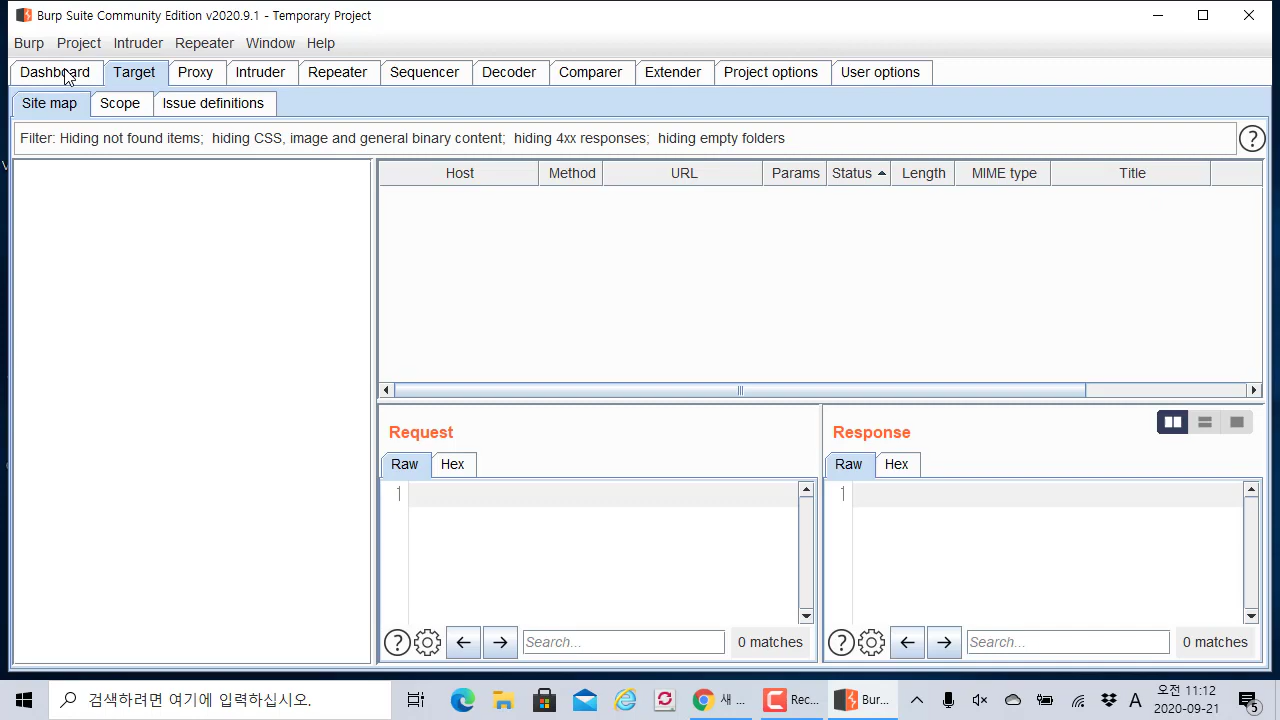 Burp Suite Community Edition v2020.9.1 - Temporary Project
Burp Project Intruder Repeater Window Help
Dashboard Target Proxy Intruder Repeater Sequencer Decoder Comparer Extender Project options User options
Site map Scope Issue definitions
Filter: Hiding not found items; hiding CSS, image and general binary content; hiding 4xx responses; hiding empty folders
?
Host Method URL Params Status Length MIME type Title
Request
Raw Hex
1
? Search... 0 matches
Response
Raw Hex
1
? Search... 0 matches
검색하려면 여기에 입력하십시오.
새 ...
Rec...
Bur...
A
오전 11:12
2020-09-21
5